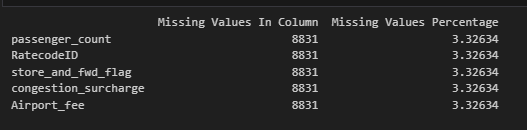 Missing Values In Column Missing Values Percentage
passenger_count 8831 3.32634
RatecodeID 8831 3.32634
store_and_fwd_flag 8831 3.32634
congestion_surcharge 8831 3.32634
Airport_fee 8831 3.32634